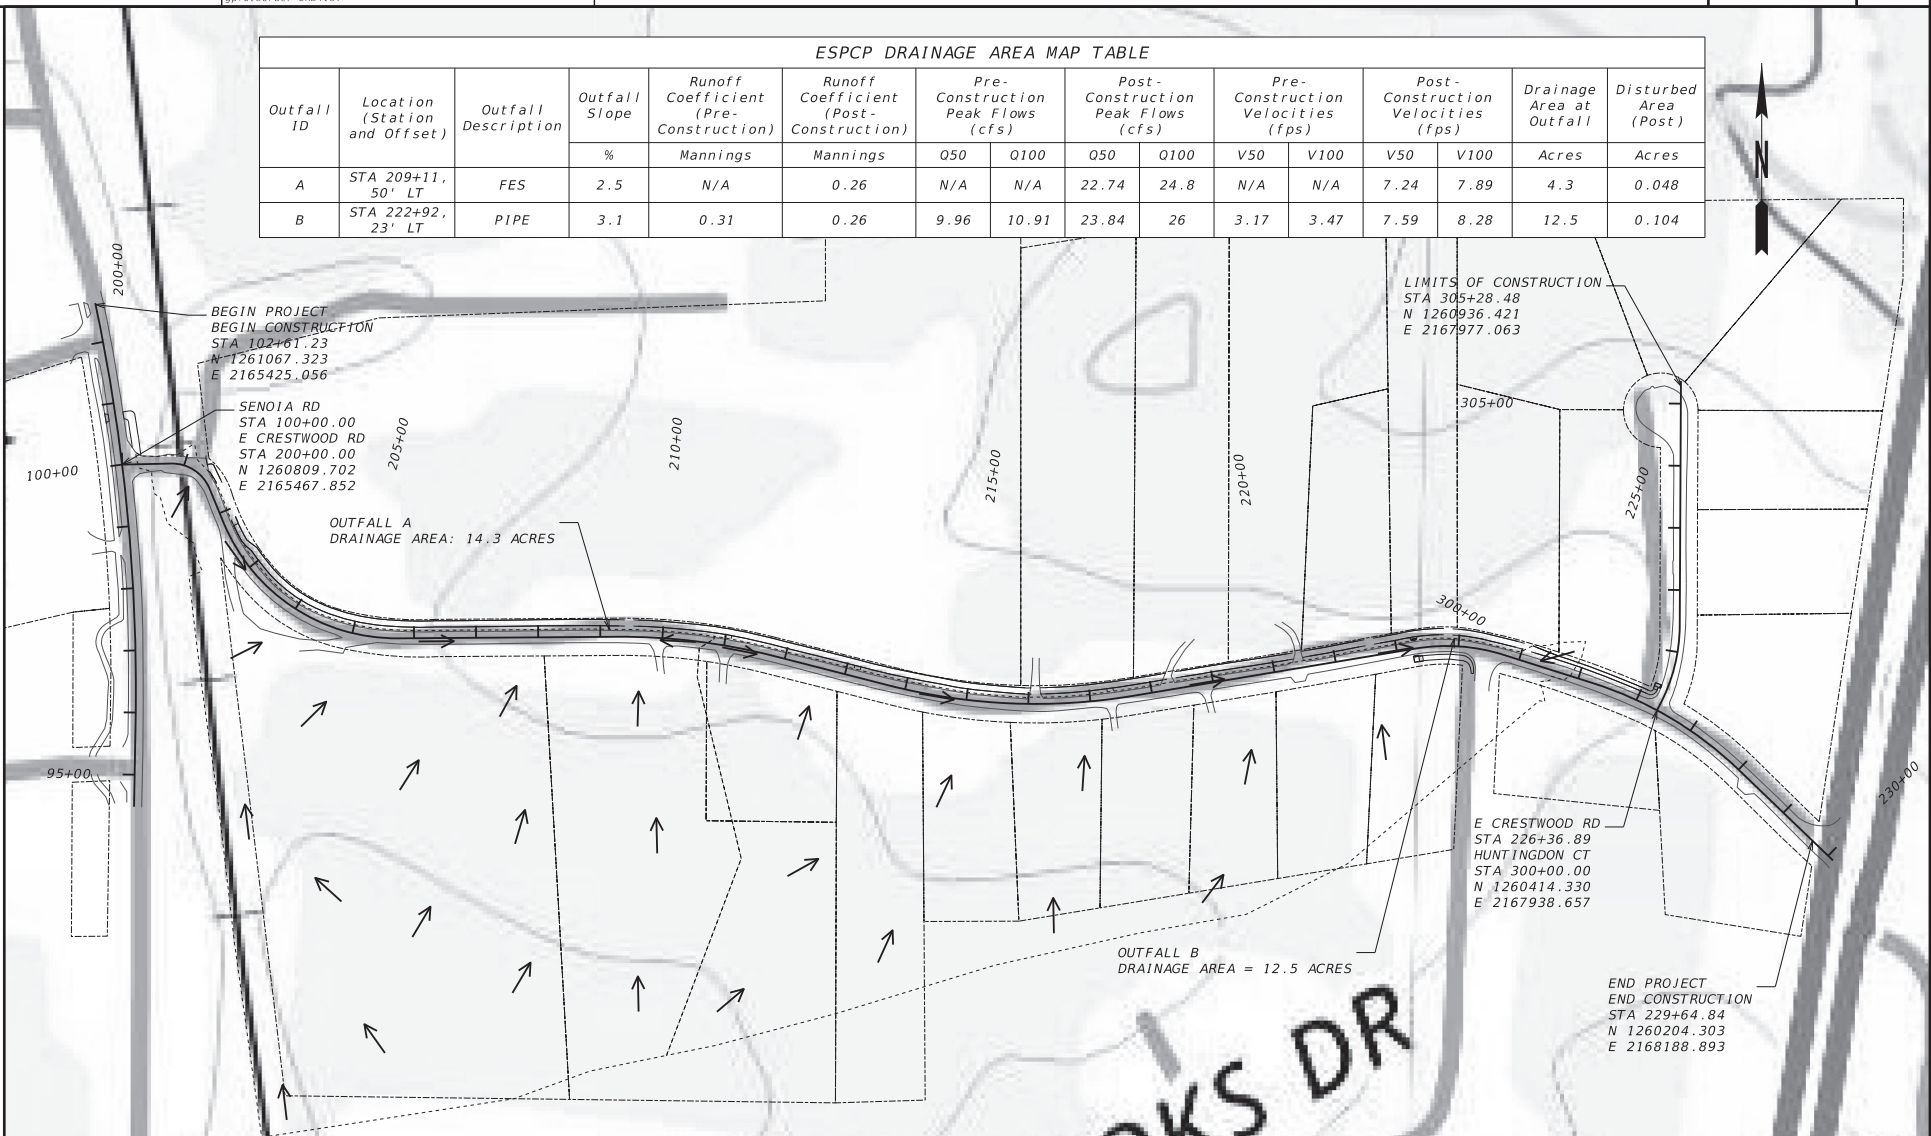 ESPCP DRAINAGE AREA MAP TABLE
Outfall ID | Location (Station and Offset) | Outfall Description | Outfall Slope | Runoff Coefficient (Pre-Construction) | Runoff Coefficient (Post-Construction) | Pre-Construction Peak Flows (cfs) | Post-Construction Peak Flows (cfs) | Pre-Construction Velocities (fps) | Post-Construction Velocities (fps) | Drainage Area at Outfall | Disturbed Area (Post)
% | Mannings | Mannings | Q50 | Q100 | Q50 | Q100 | V50 | V100 | V50 | V100 | Acres | Acres
A | STA 209+11, 50' LT | FES | 2.5 | N/A | 0.26 | N/A | N/A | 22.74 | 24.8 | N/A | N/A | 7.24 | 7.89 | 4.3 | 0.048
B | STA 222+92, 23' LT | PIPE | 3.1 | 0.31 | 0.26 | 9.96 | 10.91 | 23.84 | 26 | 3.17 | 3.47 | 7.59 | 8.28 | 12.5 | 0.104
N
200+00
BEGIN PROJECT
BEGIN CONSTRUCTION
STA 102+61.23
N 1261067.323
E 2165425.056
LIMITS OF CONSTRUCTION
STA 305+28.48
N 1260936.421
E 2167977.063
SENOIA RD
STA 100+00.00
E CRESTWOOD RD
STA 200+00.00
N 1260809.702
E 2165467.852
100+00
205+00
210+00
215+00
220+00
305+00
225+00
OUTFALL A
DRAINAGE AREA: 14.3 ACRES
300+00
95+00
230+00
E CRESTWOOD RD
STA 226+36.89
HUNTINGDON CT
STA 300+00.00
N 1260414.330
E 2167938.657
OUTFALL B
DRAINAGE AREA = 12.5 ACRES
END PROJECT
END CONSTRUCTION
STA 229+64.84
N 1260204.303
E 2168188.893
OKS DR